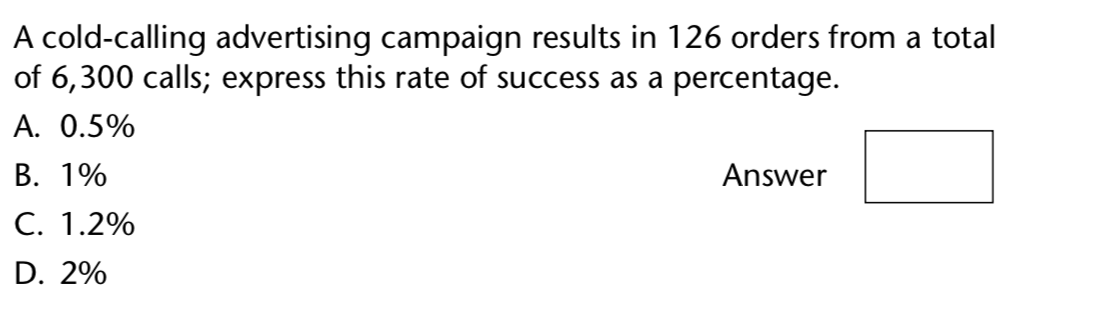 A cold-calling advertising campaign results in 126 orders from a total
of 6,300 calls; express this rate of success as a percentage.
A. 0.5%
B. 1%
Answer
C. 1.2%
D. 2%